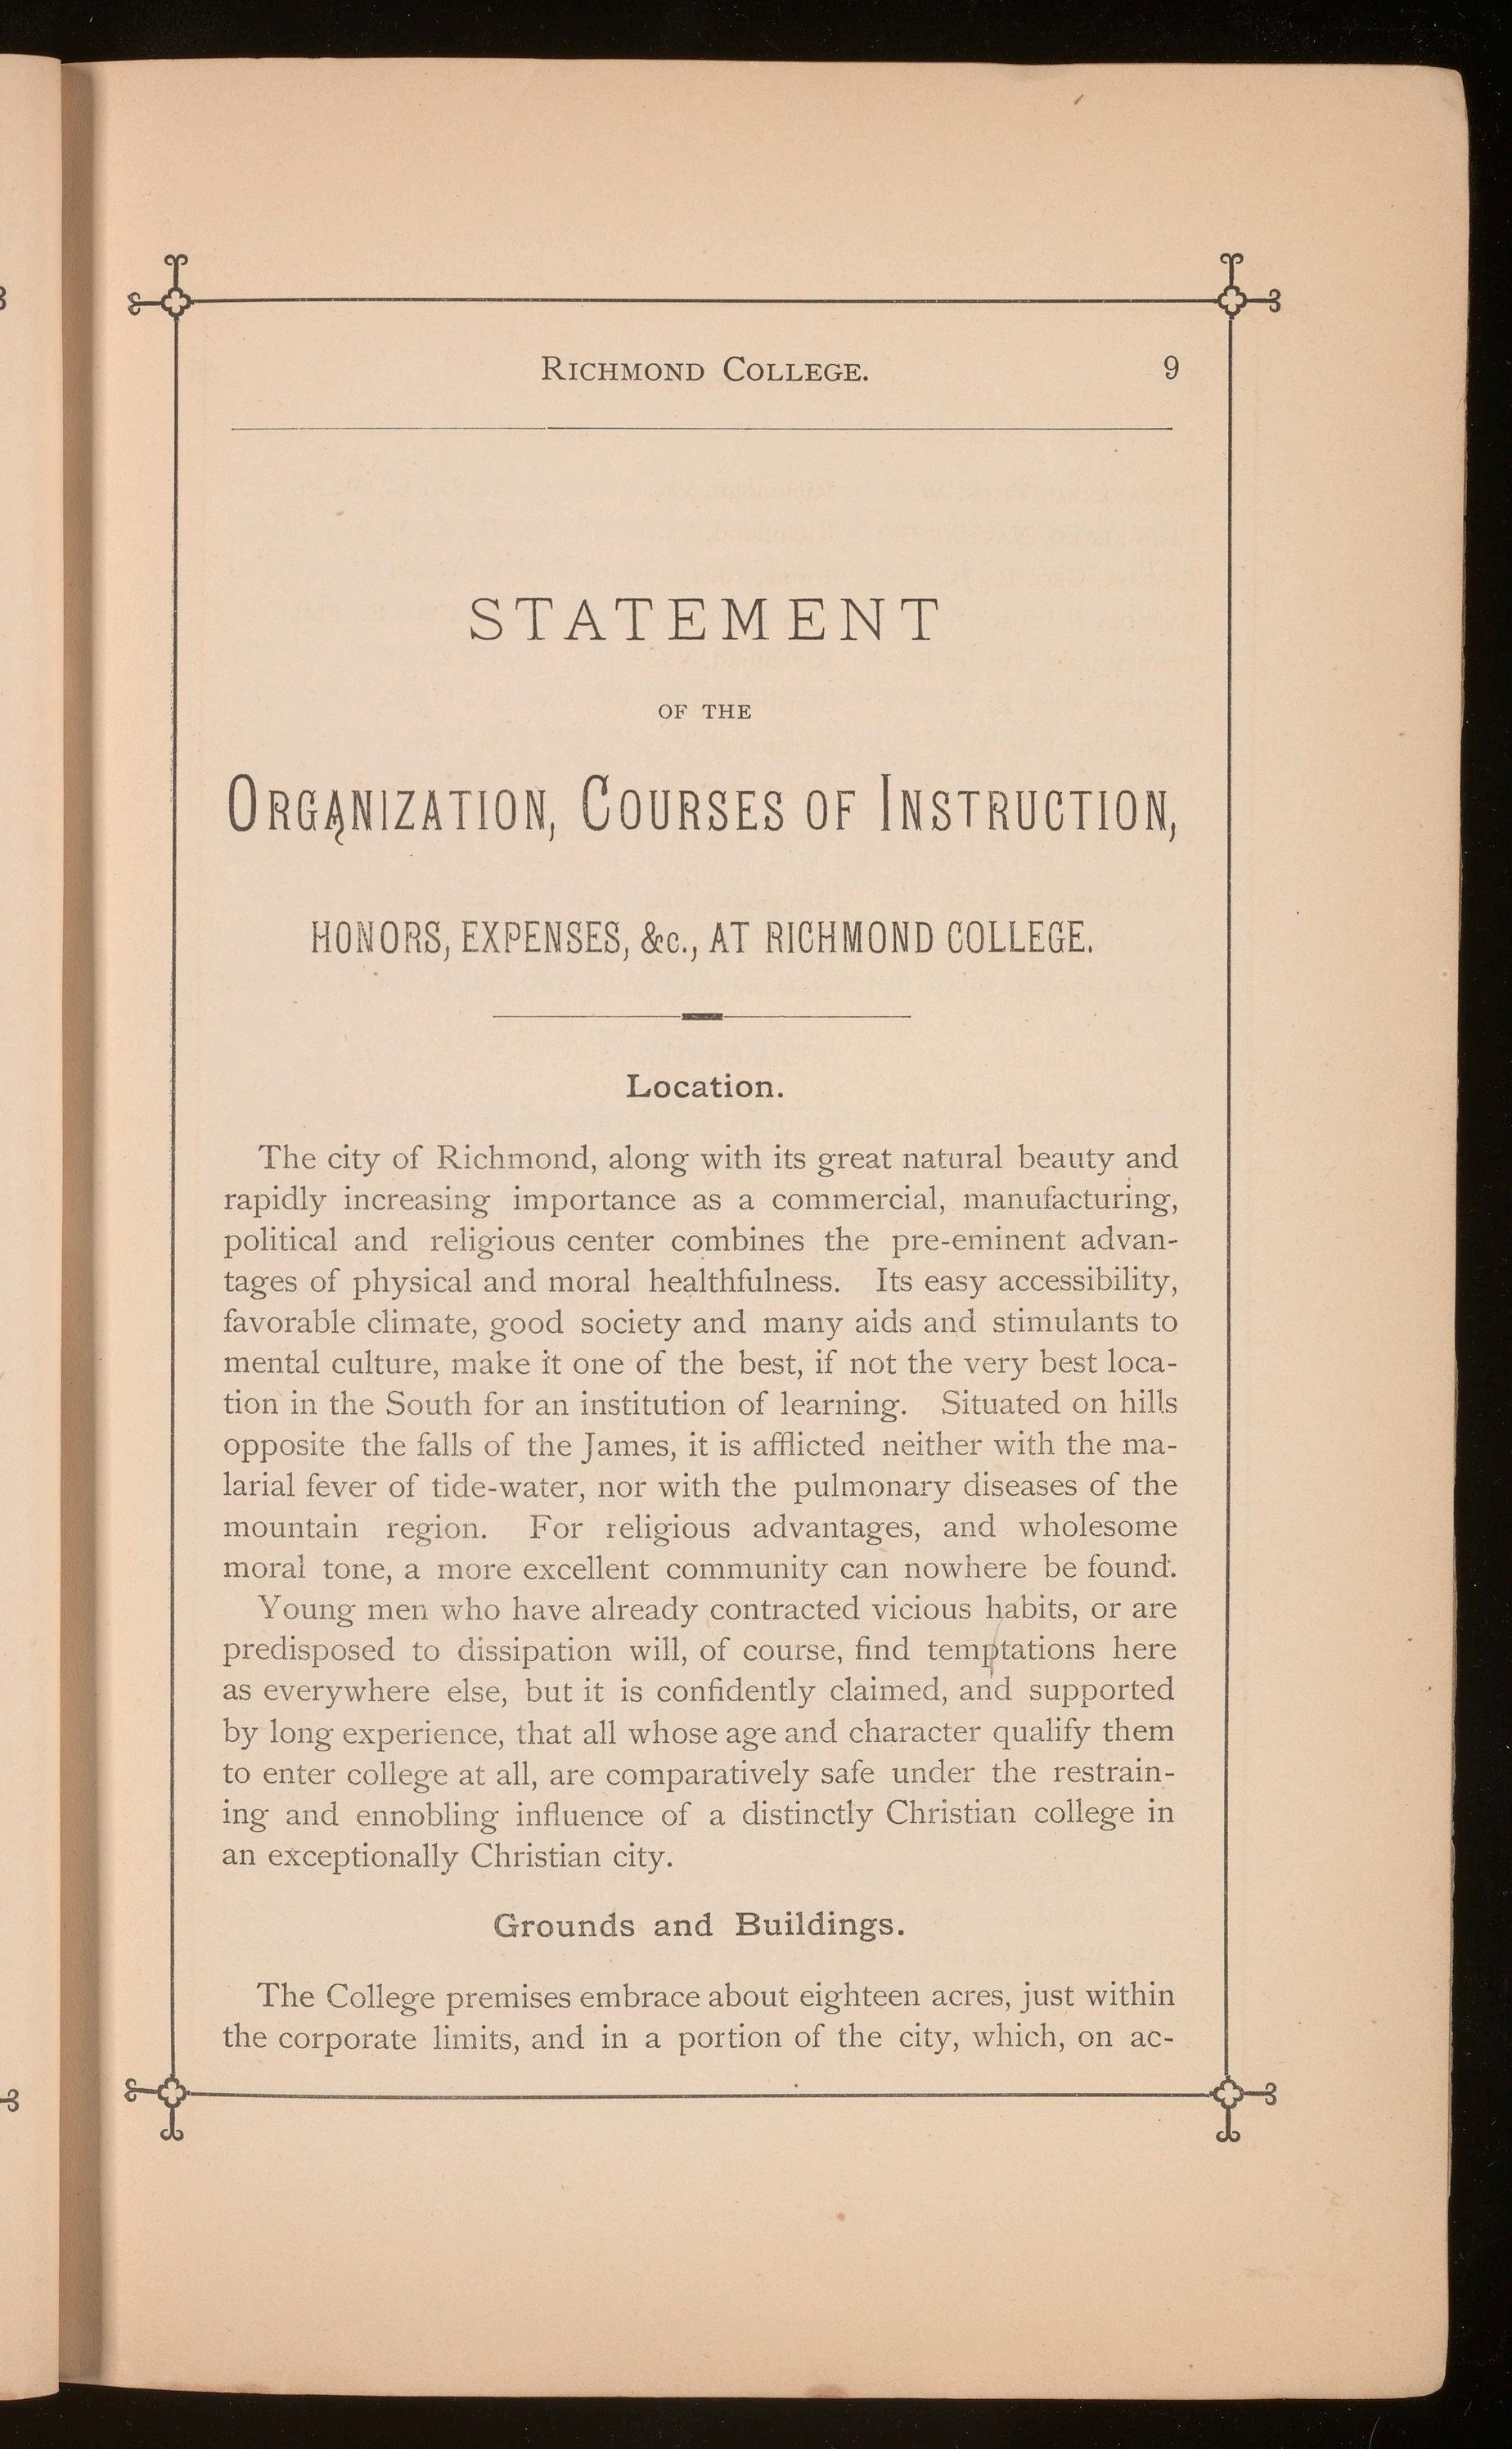 RICHMOND COLLEGE. 9
STATEMENT
OF THE
ORGANIZATION, COURSES OF INSTRUCTION,
HONORS, EXPENSES, &c., AT RICHMOND COLLEGE.
Location.
The city of Richmond, along with its great natural beauty and
rapidly increasing importance as a commercial, manufacturing,
political and religious center combines the pre-eminent advan-
tages of physical and moral healthfulness. Its easy accessibility,
favorable climate, good society and many aids and stimulants to
mental culture, make it one of the best, if not the very best loca-
tion in the South for an institution of learning. Situated on hills
opposite the falls of the James, it is afflicted neither with the ma-
larial fever of tide-water, nor with the pulmonary diseases of the
mountain region. For religious advantages, and wholesome
moral tone, a more excellent community can nowhere be found.
Young men who have already contracted vicious habits, or are
predisposed to dissipation will, of course, find temptations here
as everywhere else, but it is confidently claimed, and supported
by long experience, that all whose age and character qualify them
to enter college at all, are comparatively safe under the restrain-
ing and ennobling influence of a distinctly Christian college in
an exceptionally Christian city.
Grounds and Buildings.
The College premises embrace about eighteen acres, just within
the corporate limits, and in a portion of the city, which, on ac-